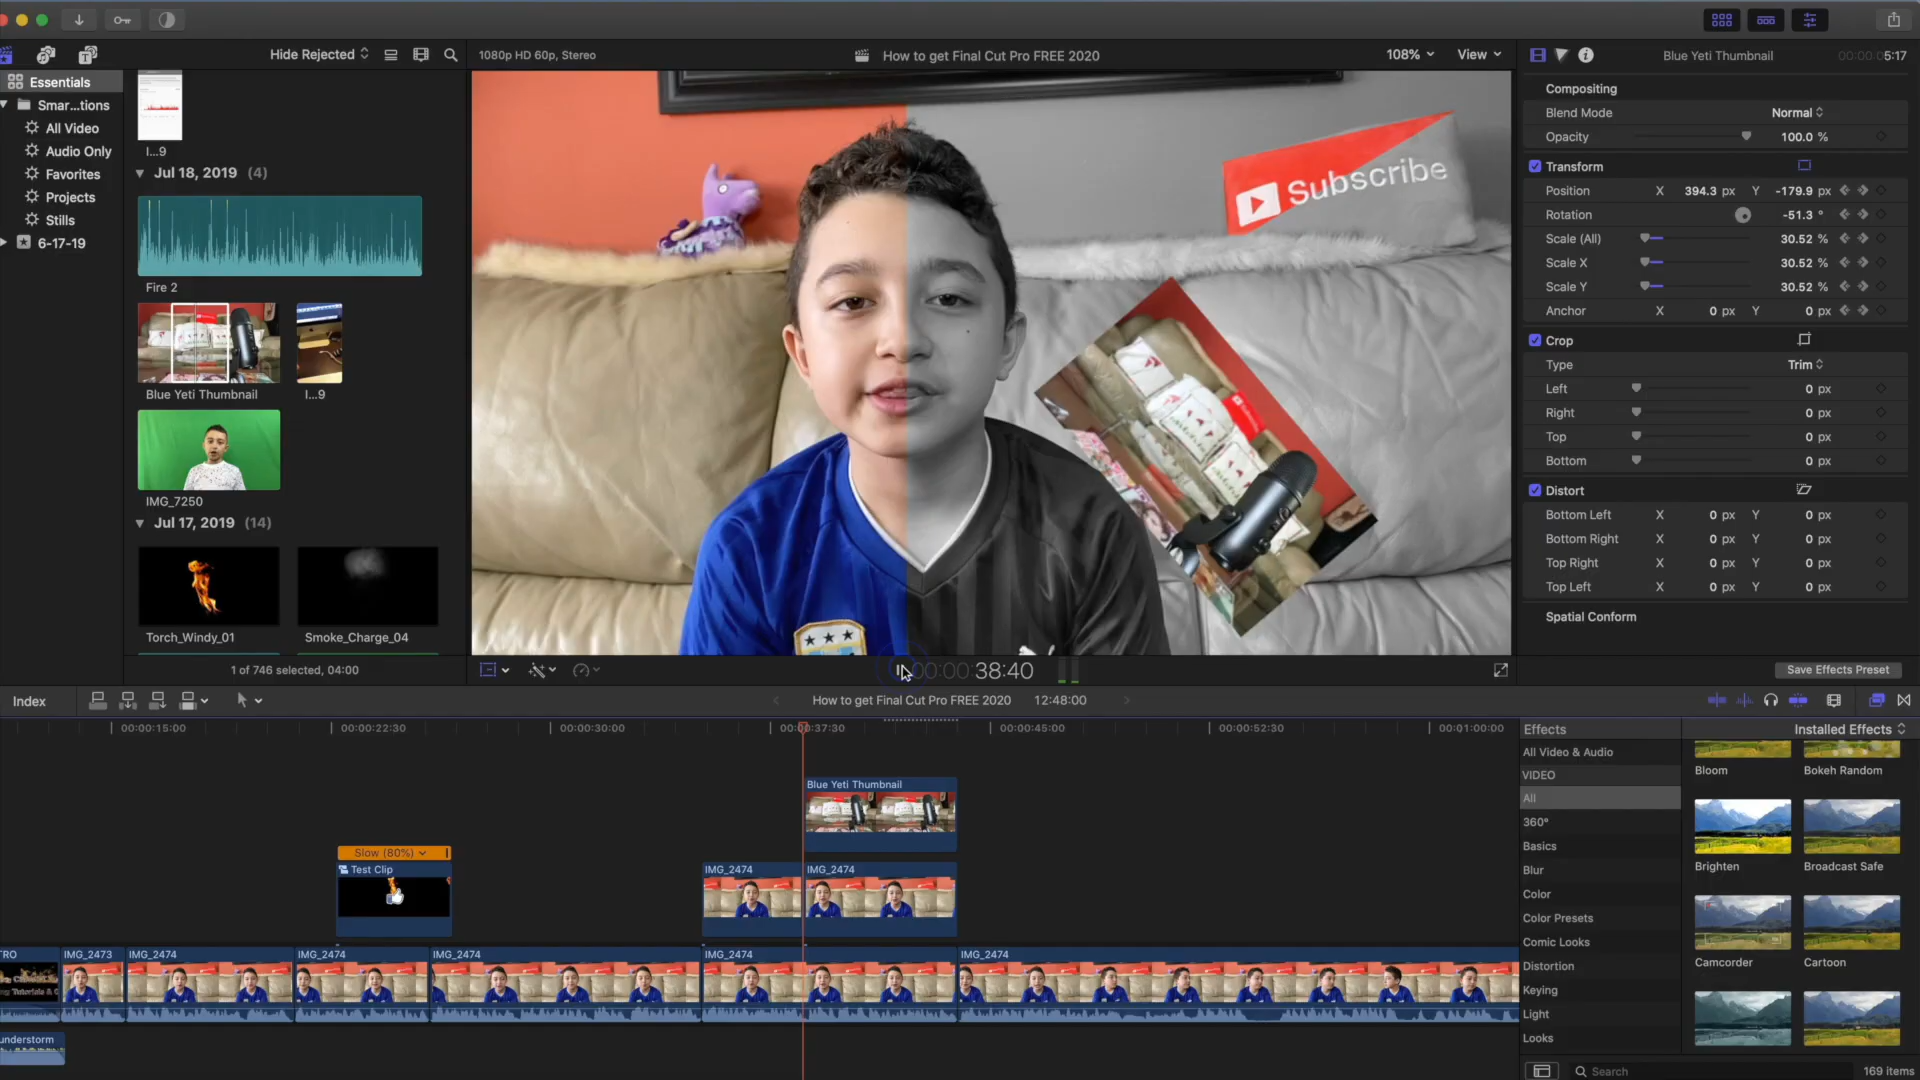 Hide Rejected
1080p HD 60p, Stereo
How to get Final Cut Pro FREE 2020
108%
View
Blue Yeti Thumbnail
00:00:05:17
Essentials
Smar...tions
All Video
Audio Only
Favorites
Projects
Stills
6-17-19
I...9
Jul 18, 2019 (4)
Fire 2
Blue Yeti Thumbnail
I...9
IMG_7250
Jul 17, 2019 (14)
Torch_Windy_01
Smoke_Charge_04
1 of 746 selected, 04:00
Subscribe
Compositing
Blend Mode Normal
Opacity 100.0 %
Transform
Position X 394.3 px Y -179.9 px
Rotation -51.3 °
Scale (All) 30.52 %
Scale X 30.52 %
Scale Y 30.52 %
Anchor X 0 px Y 0 px
Crop
Type Trim
Left 0 px
Right 0 px
Top 0 px
Bottom 0 px
Distort
Bottom Left X 0 px Y 0 px
Bottom Right X 0 px Y 0 px
Top Right X 0 px Y 0 px
Top Left X 0 px Y 0 px
Spatial Conform
Save Effects Preset
00:00:38:40
Index
How to get Final Cut Pro FREE 2020 12:48:00
00:00:15:00
00:00:22:30
00:00:30:00
00:00:37:30
00:00:45:00
00:00:52:30
00:01:00:00
Blue Yeti Thumbnail
Slow (80%)
Test Clip
IMG_2474
IMG_2474
TRO
IMG_2473
IMG_2474
IMG_2474
IMG_2474
IMG_2474
IMG_2474
understorm
Effects
Installed Effects
All Video & Audio
VIDEO
All
360°
Basics
Blur
Color
Color Presets
Comic Looks
Distortion
Keying
Light
Looks
Bloom
Bokeh Random
Brighten
Broadcast Safe
Camcorder
Cartoon
Search
169 items